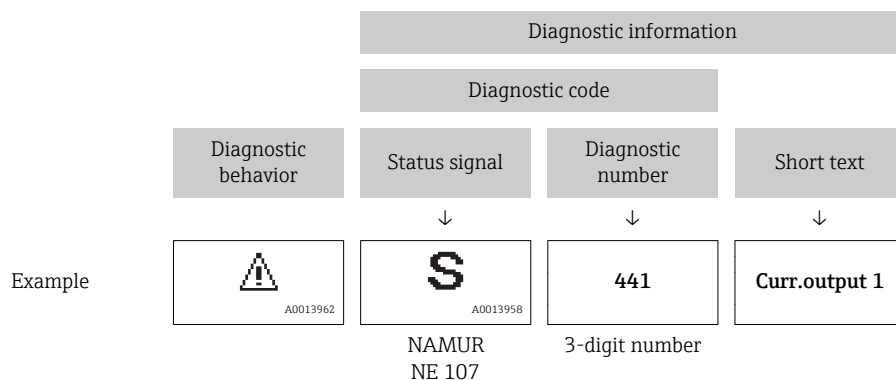 Diagnostic information
Diagnostic code
Diagnostic
behavior
Status signal
Diagnostic
number
Short text
↓ ↓ ↓
Example
A0013962
S
A0013958
441
Curr.output 1
NAMUR
NE 107
3-digit number